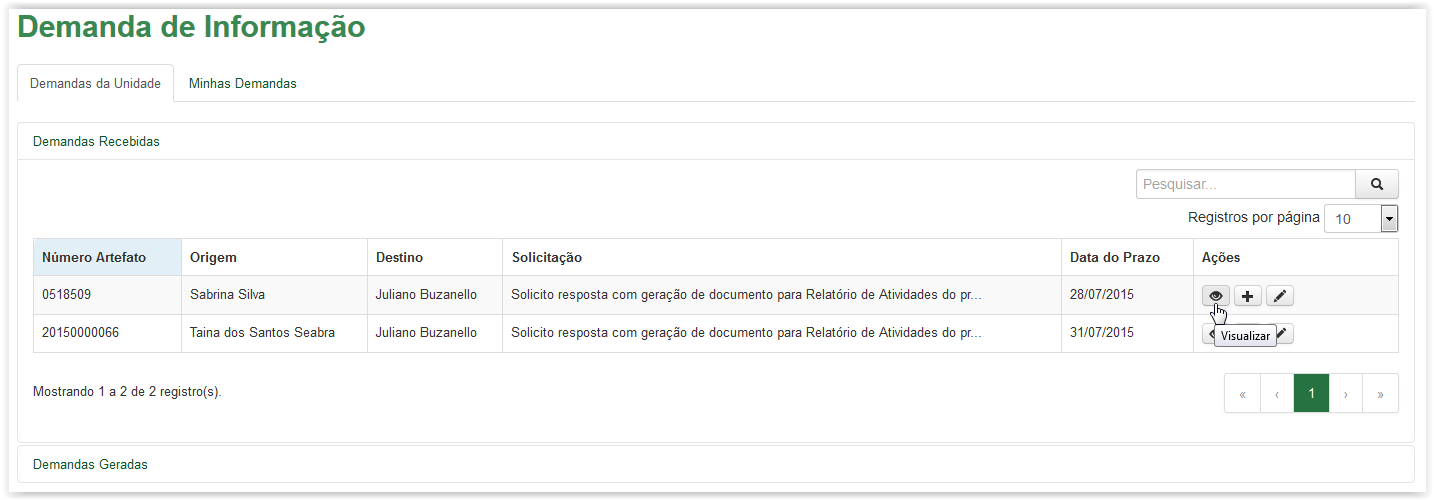 Demanda de Informação
Demandas da Unidade Minhas Demandas
Demandas Recebidas
Pesquisar...
Registros por página 10
Número Artefato Origem Destino Solicitação Data do Prazo Ações
0518509 Sabrina Silva Juliano Buzanello Solicito resposta com geração de documento para Relatório de Atividades do pr... 28/07/2015
20150000066 Taina dos Santos Seabra Juliano Buzanello Solicito resposta com geração de documento para Relatório de Atividades do pr... 31/07/2015
Visualizar
Mostrando 1 a 2 de 2 registro(s).
« ‹ 1 › »
Demandas Geradas